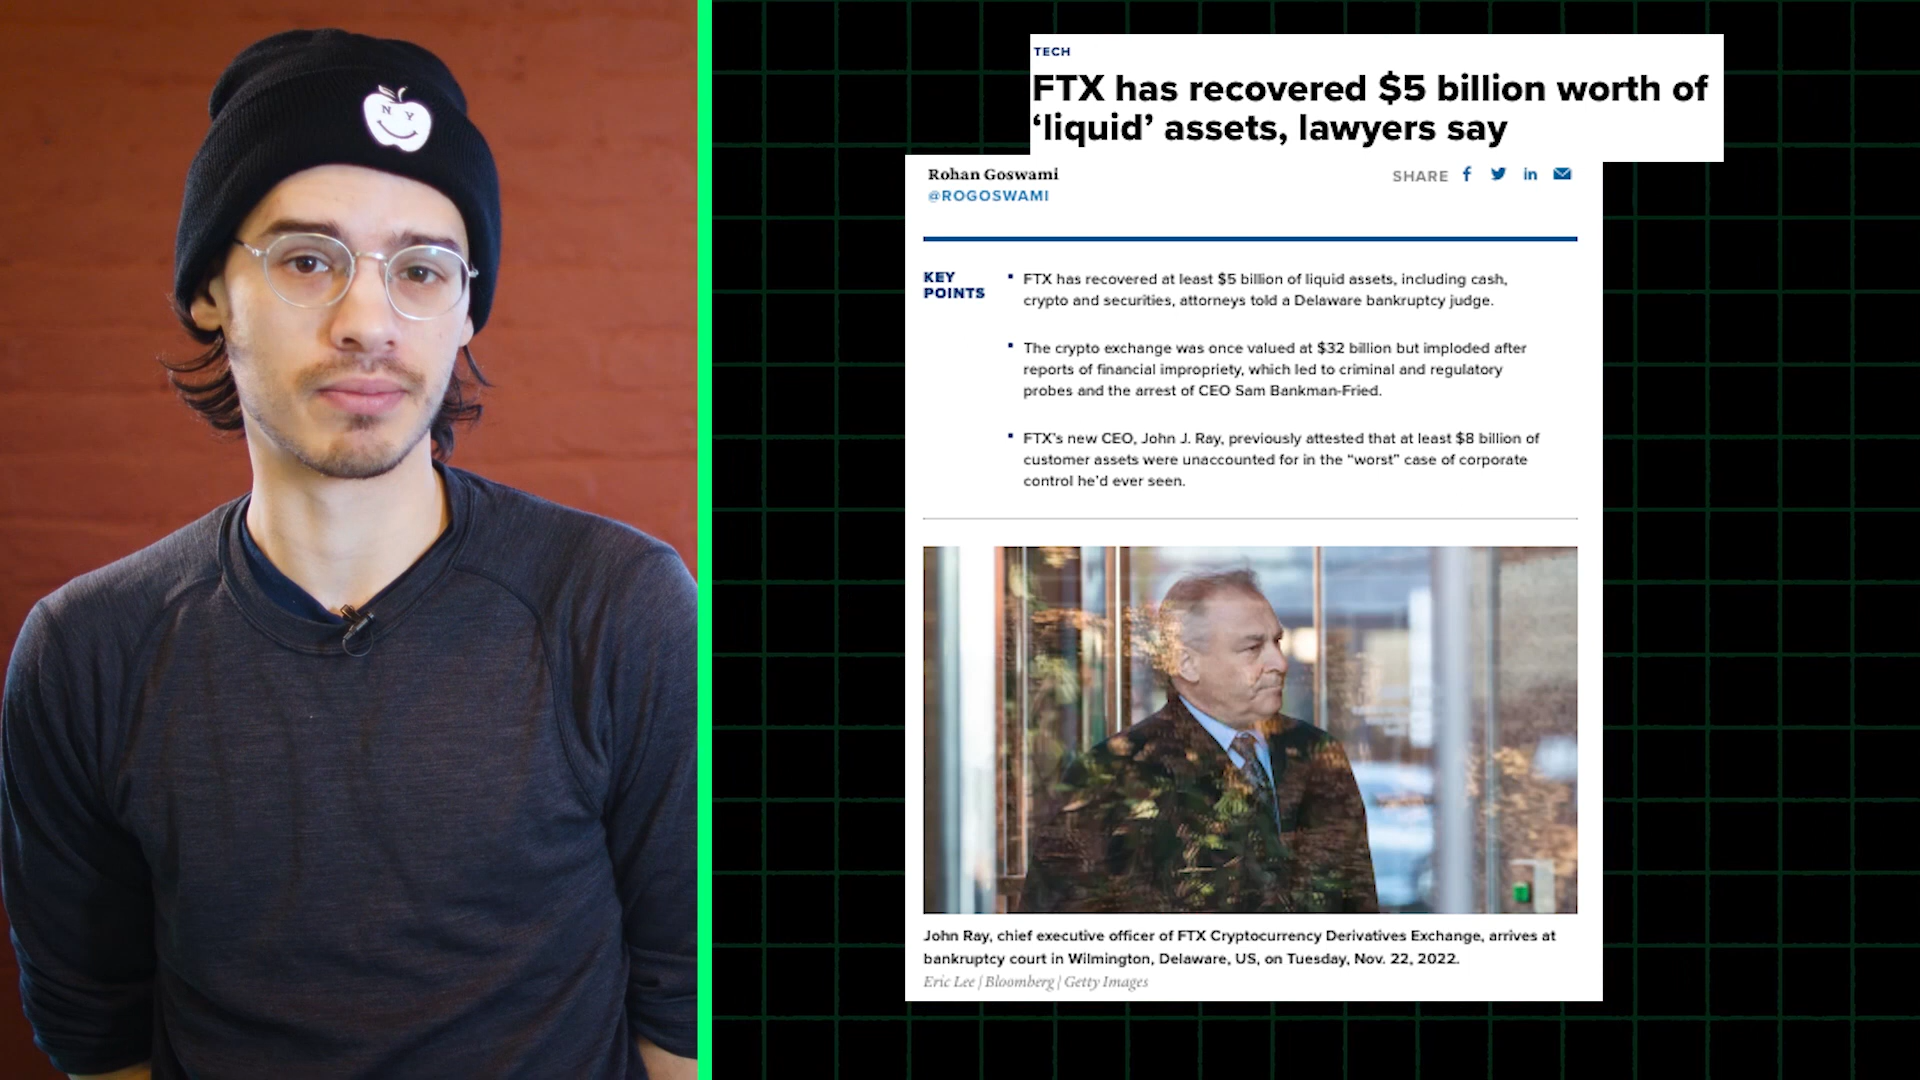 N Y
TECH
FTX has recovered $5 billion worth of
‘liquid’ assets, lawyers say
Rohan Goswami
@ROGOSWAMI
SHARE
KEY
POINTS
FTX has recovered at least $5 billion of liquid assets, including cash,
crypto and securities, attorneys told a Delaware bankruptcy judge.
The crypto exchange was once valued at $32 billion but imploded after
reports of financial impropriety, which led to criminal and regulatory
probes and the arrest of CEO Sam Bankman-Fried.
FTX’s new CEO, John J. Ray, previously attested that at least $8 billion of
customer assets were unaccounted for in the “worst” case of corporate
control he’d ever seen.
John Ray, chief executive officer of FTX Cryptocurrency Derivatives Exchange, arrives at
bankruptcy court in Wilmington, Delaware, US, on Tuesday, Nov. 22, 2022.
Eric Lee | Bloomberg | Getty Images